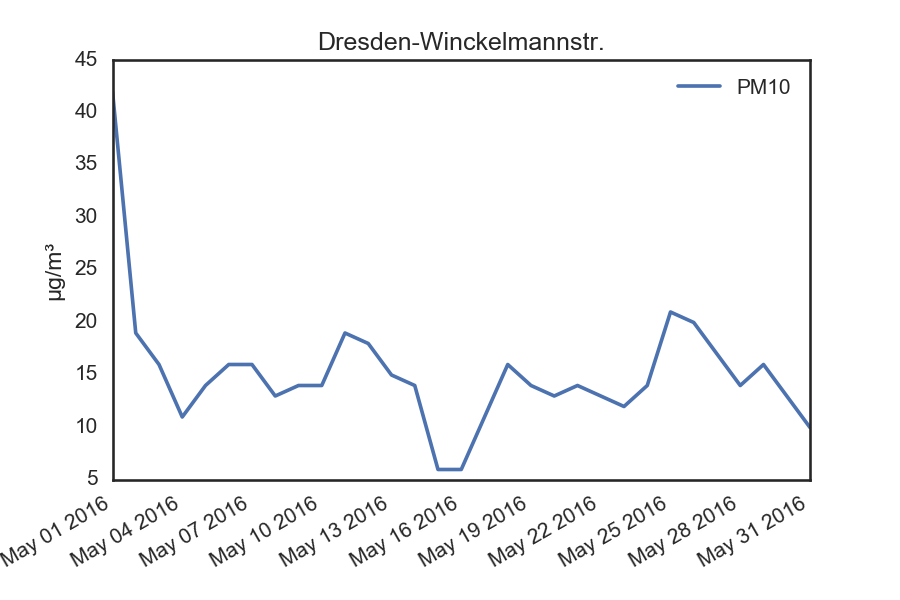 Dresden-Winckelmannstr.
45
40
35
30
25
20
15
10
5
µg/m³
PM10
May 01 2016
May 04 2016
May 07 2016
May 10 2016
May 13 2016
May 16 2016
May 19 2016
May 22 2016
May 25 2016
May 28 2016
May 31 2016